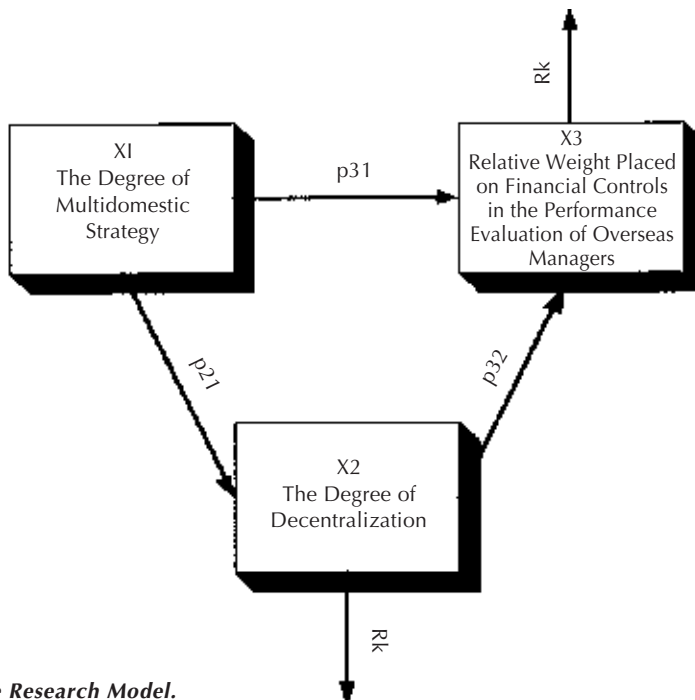 Rk
XI
The Degree of
Multidomestic
Strategy
p31
X3
Relative Weight Placed
on Financial Controls
in the Performance
Evaluation of Overseas
Managers
p21
p32
X2
The Degree of
Decentralization
Rk
Research Model.